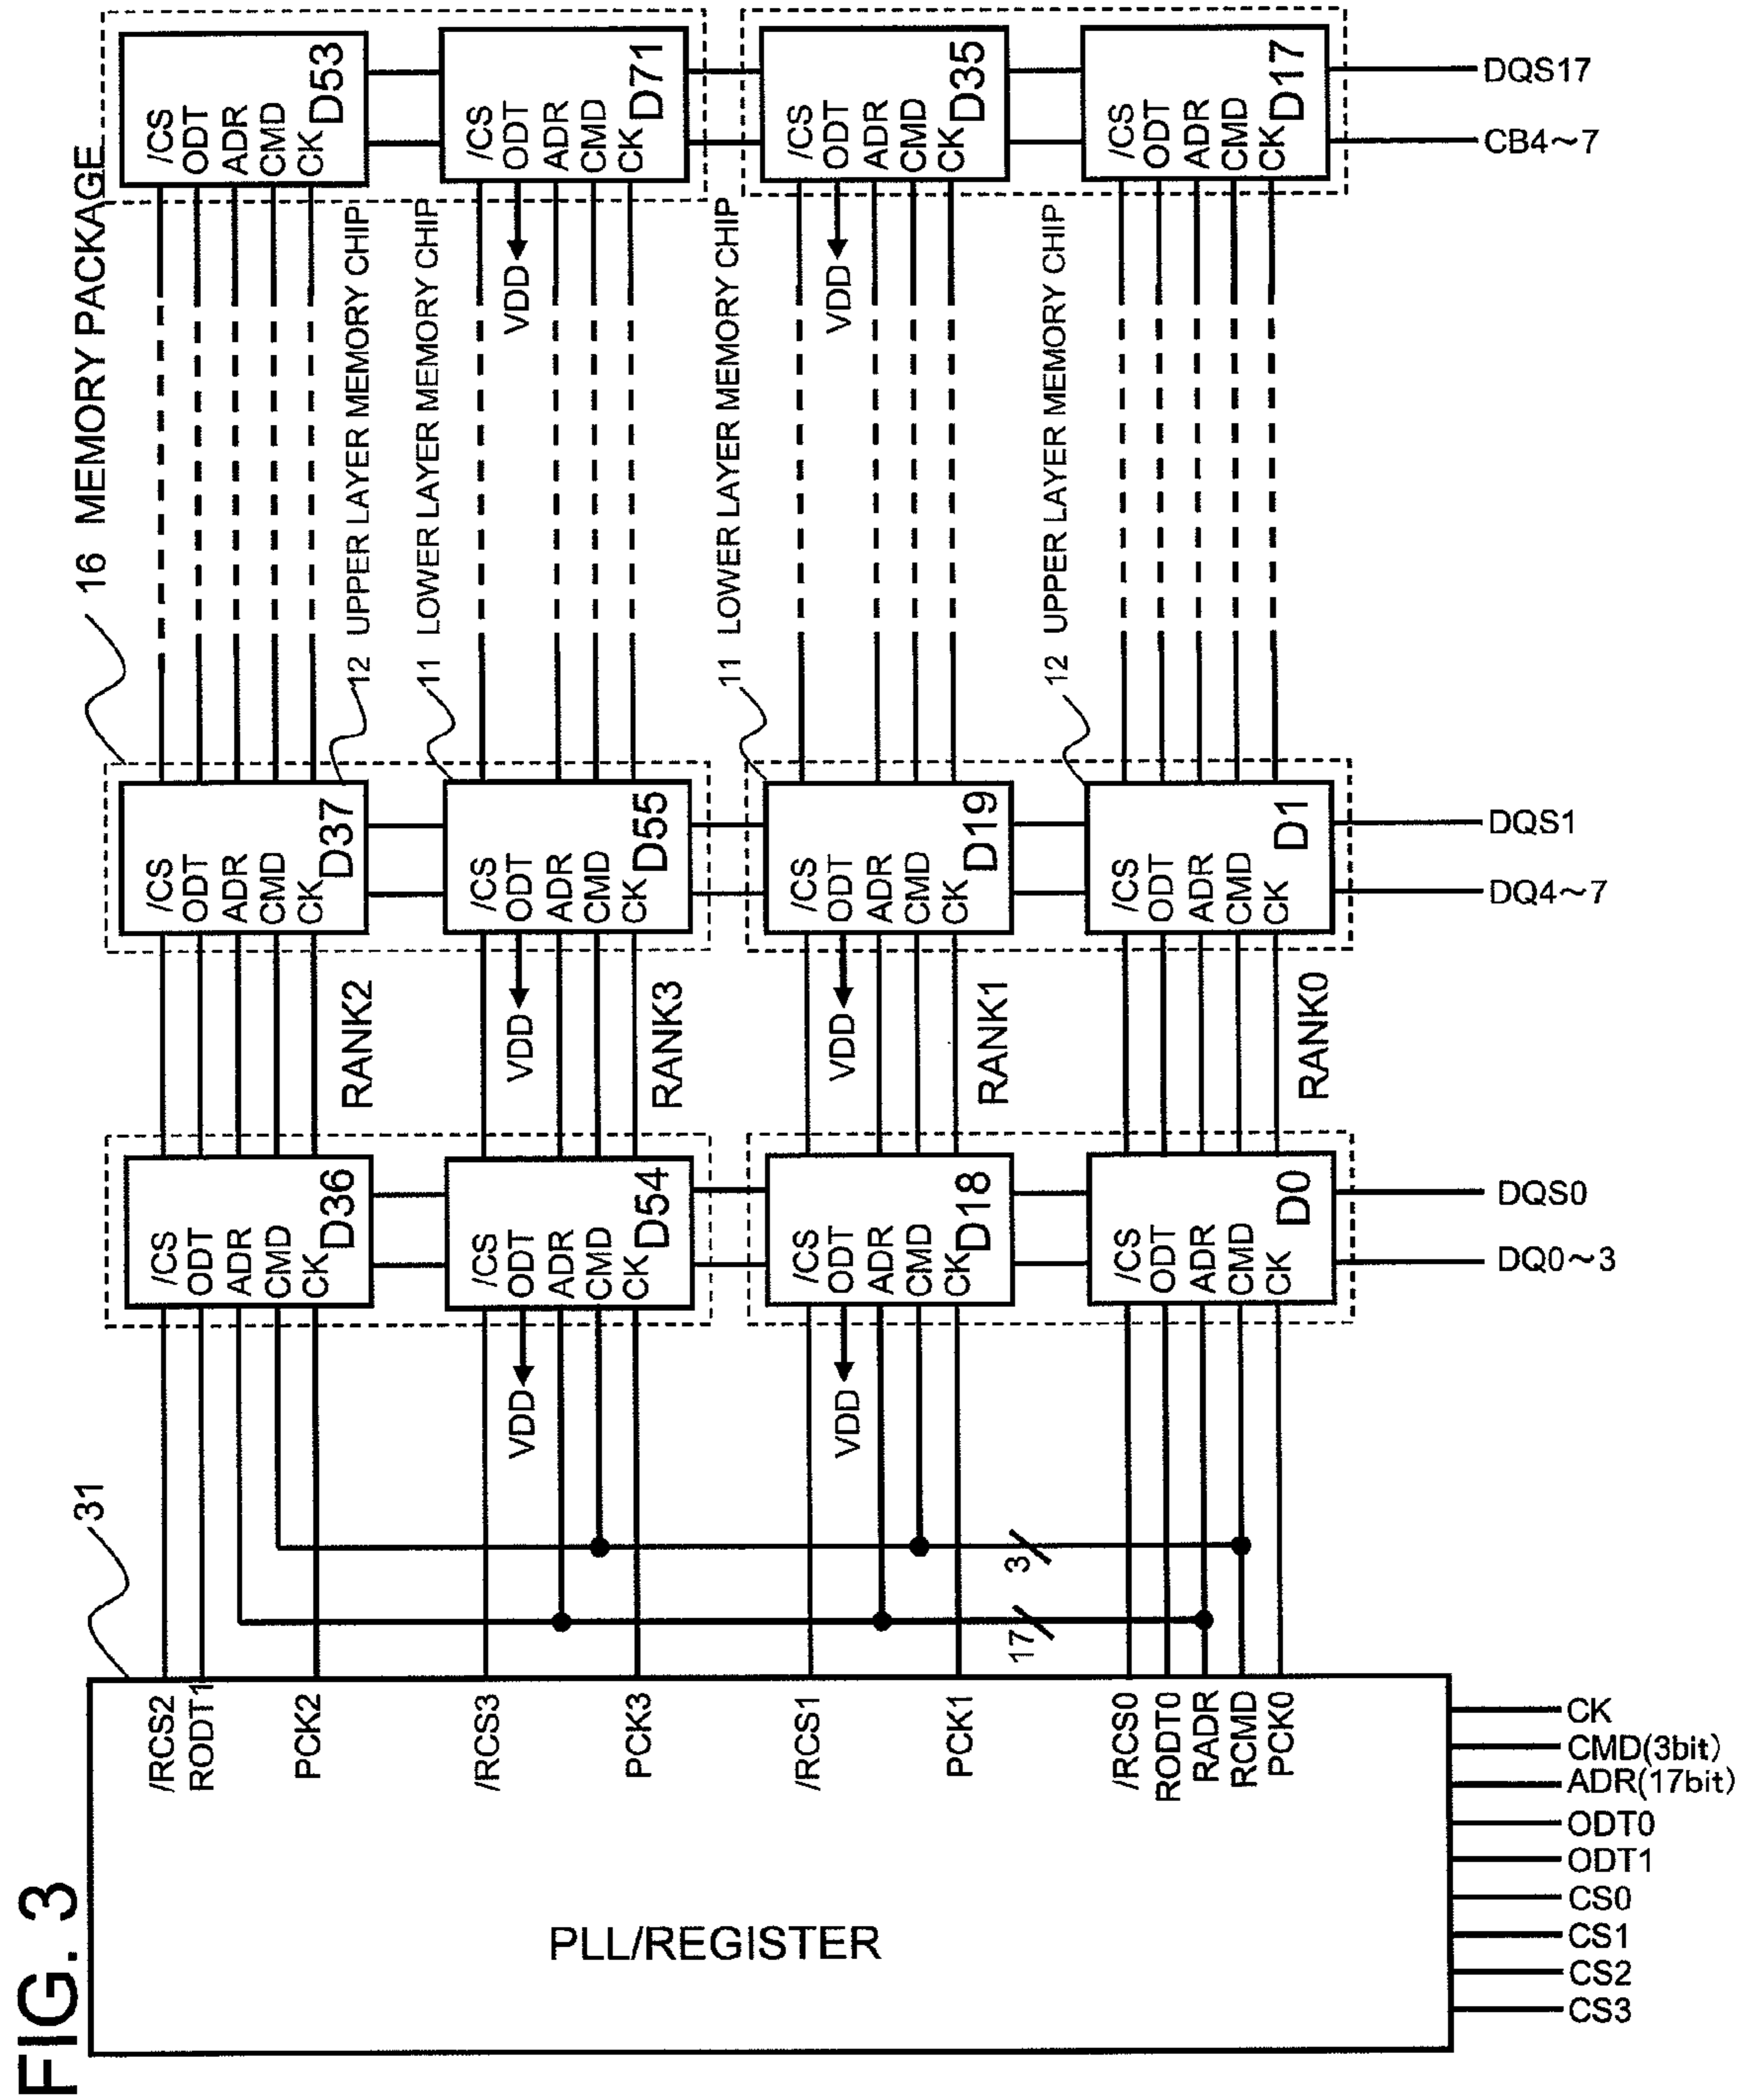 FIG. 3
16 MEMORY PACKAGE
31
PLL/REGISTER
/RCS2
RODT1
PCK2
/RCS3
PCK3
/RCS1
PCK1
/RCS0
RODT0
RADR
RCMD
PCK0
CK
CMD(3bit)
ADR(17bit)
ODT0
ODT1
CS0
CS1
CS2
CS3
17
3
/CS
ODT
ADR
CMD
CK
D36
RANK2
/CS
ODT
ADR
CMD
CK
D37
12 UPPER LAYER MEMORY CHIP
/CS
ODT
ADR
CMD
CK
D53
VDD
/CS
ODT
ADR
CMD
CK
D54
VDD
RANK3
/CS
ODT
ADR
CMD
CK
D55
11 LOWER LAYER MEMORY CHIP
VDD
/CS
ODT
ADR
CMD
CK
D71
VDD
/CS
ODT
ADR
CMD
CK
D18
VDD
RANK1
/CS
ODT
ADR
CMD
CK
D19
11 LOWER LAYER MEMORY CHIP
VDD
/CS
ODT
ADR
CMD
CK
D35
/CS
ODT
ADR
CMD
CK
D0
RANK0
/CS
ODT
ADR
CMD
CK
D1
12 UPPER LAYER MEMORY CHIP
/CS
ODT
ADR
CMD
CK
D17
DQ0~3
DQS0
DQ4~7
DQS1
CB4~7
DQS17